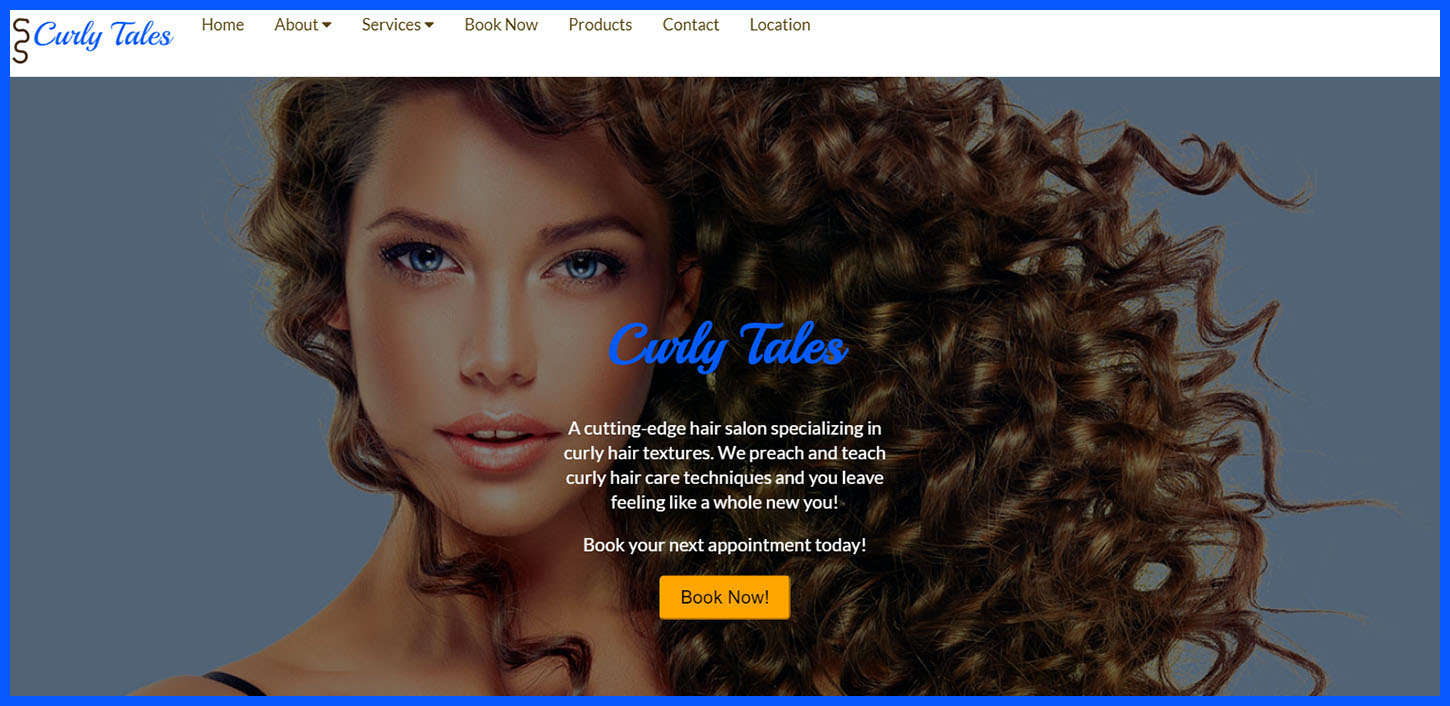 Curly Tales
Home About Services Book Now Products Contact Location
Curly Tales
A cutting-edge hair salon specializing in
curly hair textures. We preach and teach
curly hair care techniques and you leave
feeling like a whole new you!
Book your next appointment today!
Book Now!